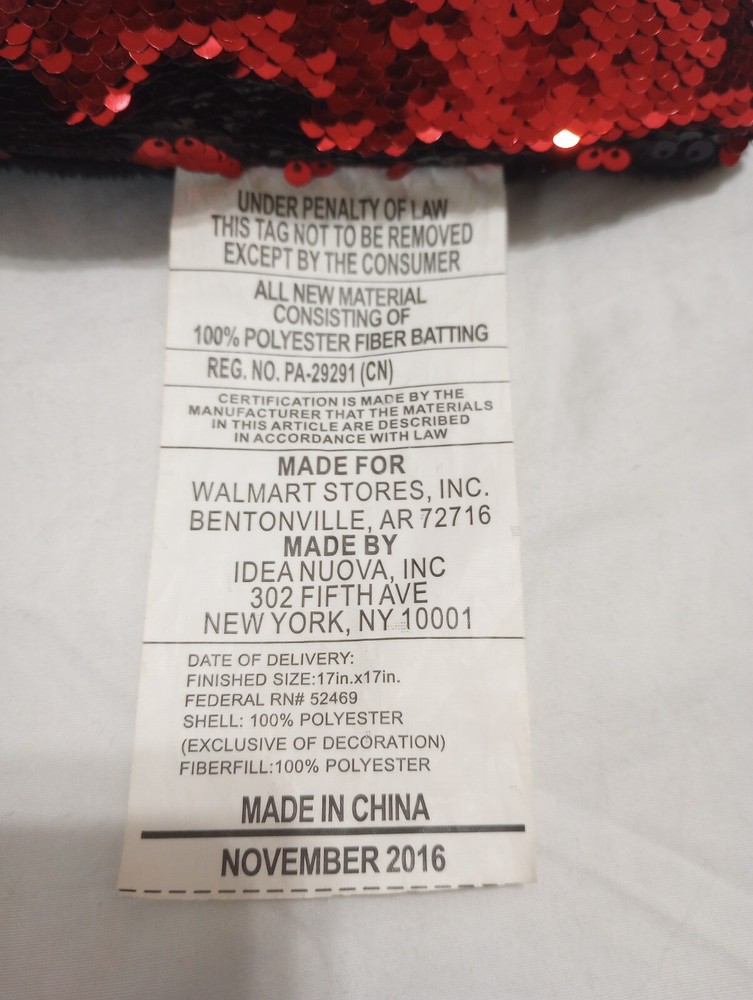 UNDER PENALTY OF LAW
THIS TAG NOT TO BE REMOVED
EXCEPT BY THE CONSUMER
ALL NEW MATERIAL
CONSISTING OF
100% POLYESTER FIBER BATTING
REG. NO. PA-29291 (CN)
CERTIFICATION IS MADE BY THE
MANUFACTURER THAT THE MATERIALS
IN THIS ARTICLE ARE DESCRIBED
IN ACCORDANCE WITH LAW
MADE FOR
WALMART STORES, INC.
BENTONVILLE, AR 72716
MADE BY
IDEA NUOVA, INC
302 FIFTH AVE
NEW YORK, NY 10001
DATE OF DELIVERY:
FINISHED SIZE:17in.x17in.
FEDERAL RN# 52469
SHELL: 100% POLYESTER
(EXCLUSIVE OF DECORATION)
FIBERFILL:100% POLYESTER
MADE IN CHINA
NOVEMBER 2016